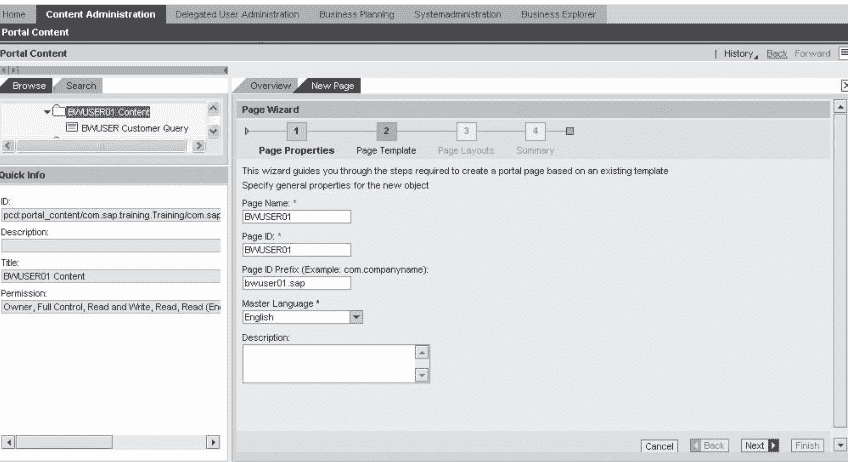 Home Content Administration Delegated User Administration Business Planning Systemadministration Business Explorer
Portal Content
Portal Content | History Back Forward
Browse Search
BWUSER01 Content
BWUSER Customer Query
Quick Info
ID:
pcd:portal_content/com.sap.training.Training/com.sap
Description:
Title:
BWUSER01 Content
Permission:
Owner, Full Control, Read and Write, Read, Read (En
Overview New Page
Page Wizard
1 2 3 4
Page Properties Page Template Page Layouts Summary
This wizard guides you through the steps required to create a portal page based on an existing template
Specify general properties for the new object
Page Name: *
BWUSER01
Page ID: *
BWUSER01
Page ID Prefix (Example: com.companyname):
bwuser01.sap
Master Language *
English
Description:
Cancel Back Next Finish